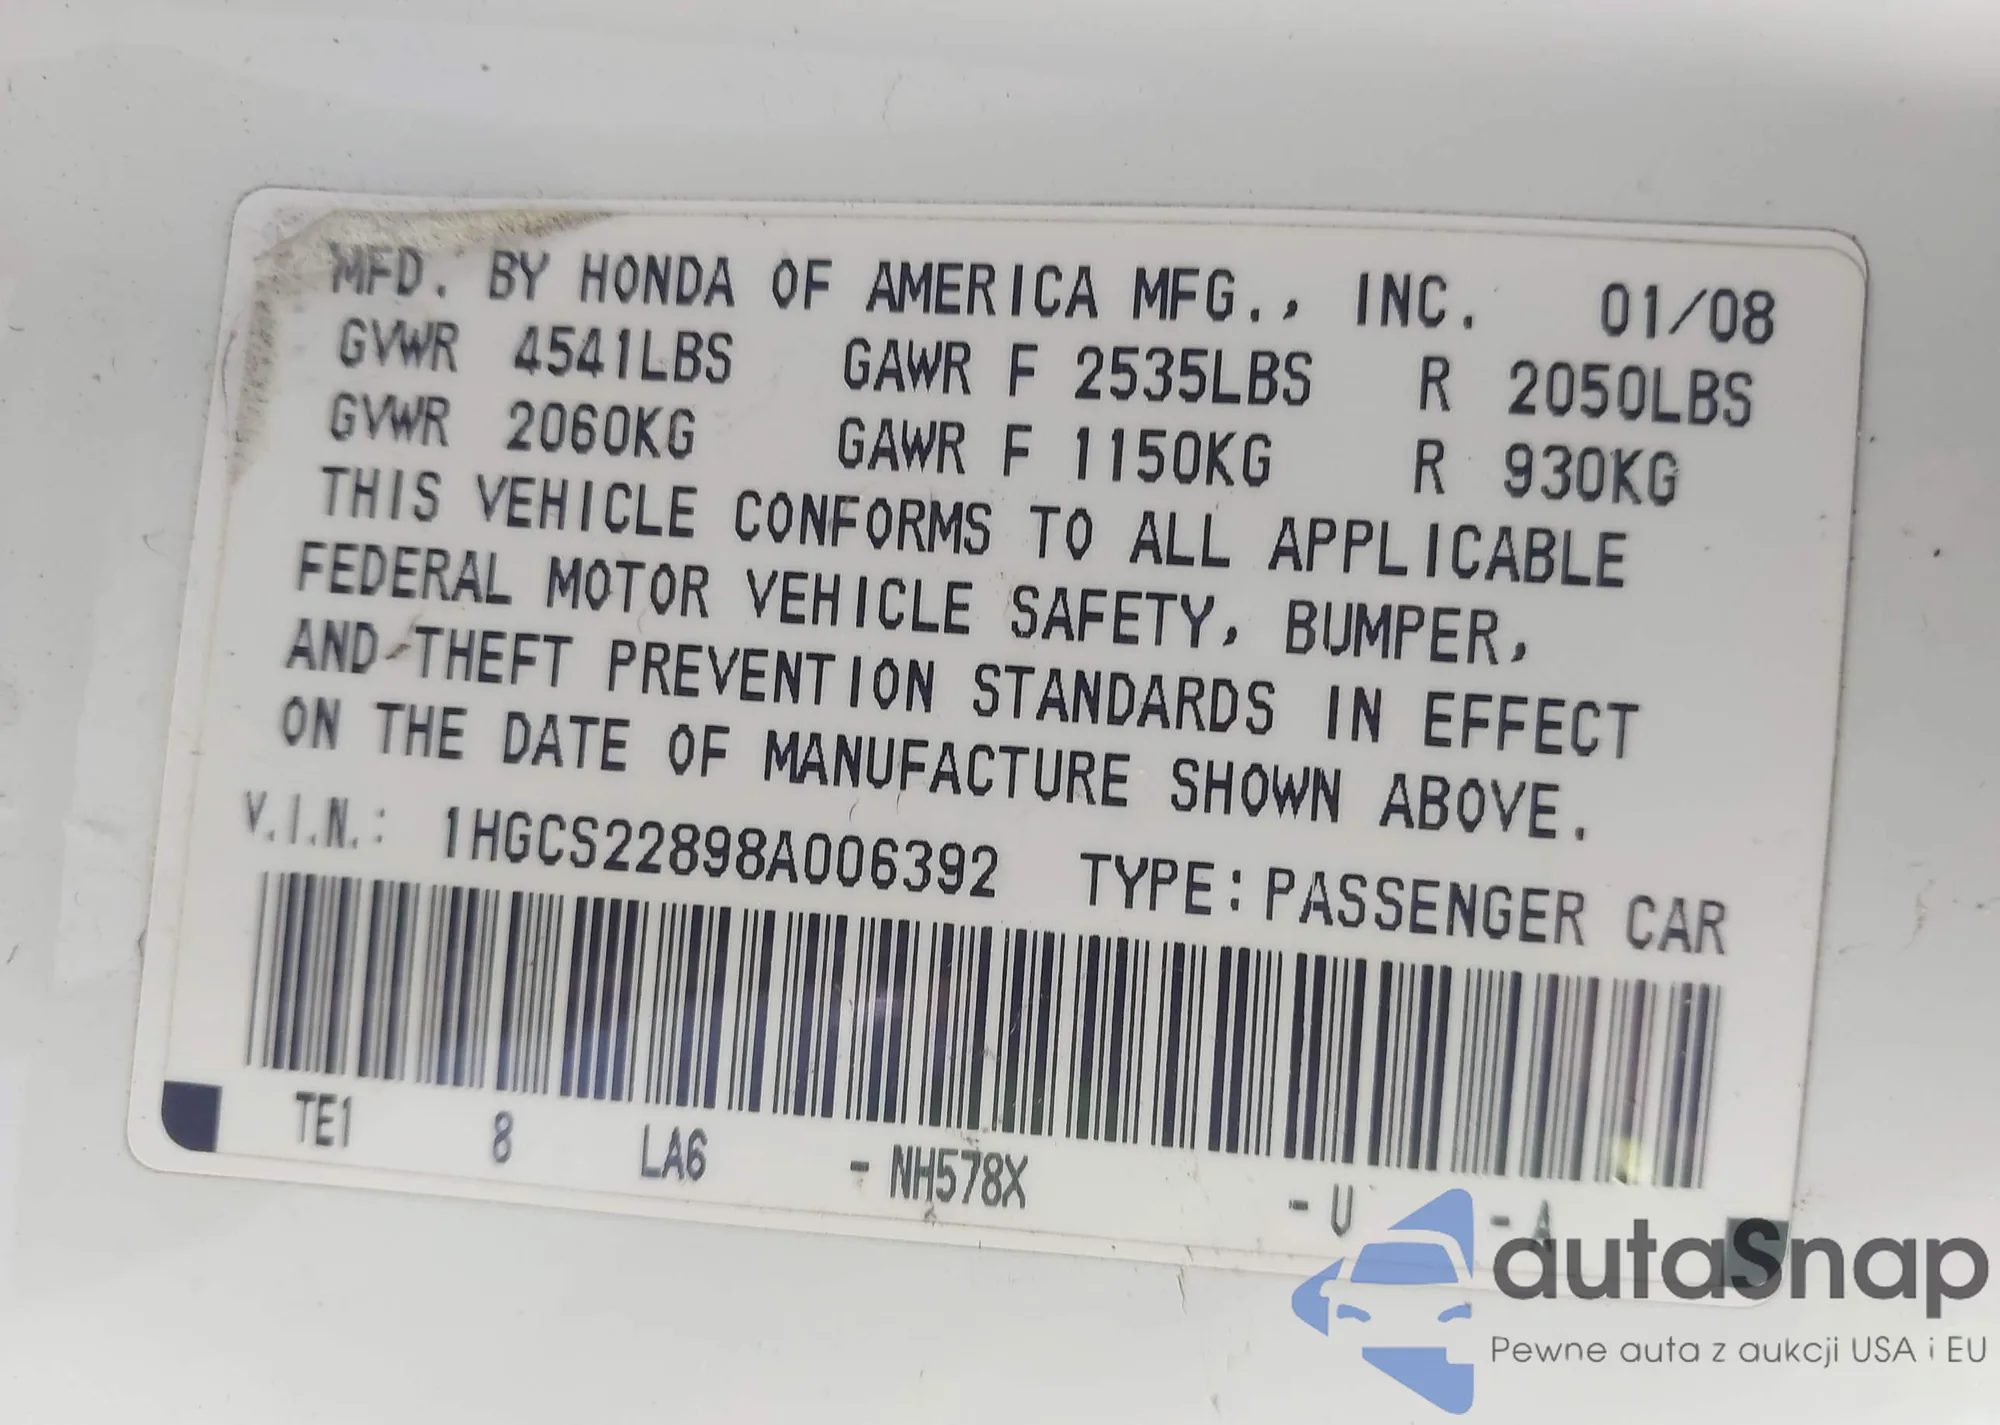 MFD. BY HONDA OF AMERICA MFG., INC. 01/08
GVWR 4541LBS GAWR F 2535LBS R 2050LBS
GVWR 2060KG GAWR F 1150KG R 930KG
THIS VEHICLE CONFORMS TO ALL APPLICABLE
FEDERAL MOTOR VEHICLE SAFETY, BUMPER,
AND THEFT PREVENTION STANDARDS IN EFFECT
ON THE DATE OF MANUFACTURE SHOWN ABOVE.
V.I.N.: 1HGCS22898A006392 TYPE: PASSENGER CAR
TE1 8 LA6 - NH578X - U - A
autaSnap
Pewne auta z aukcji USA i EU